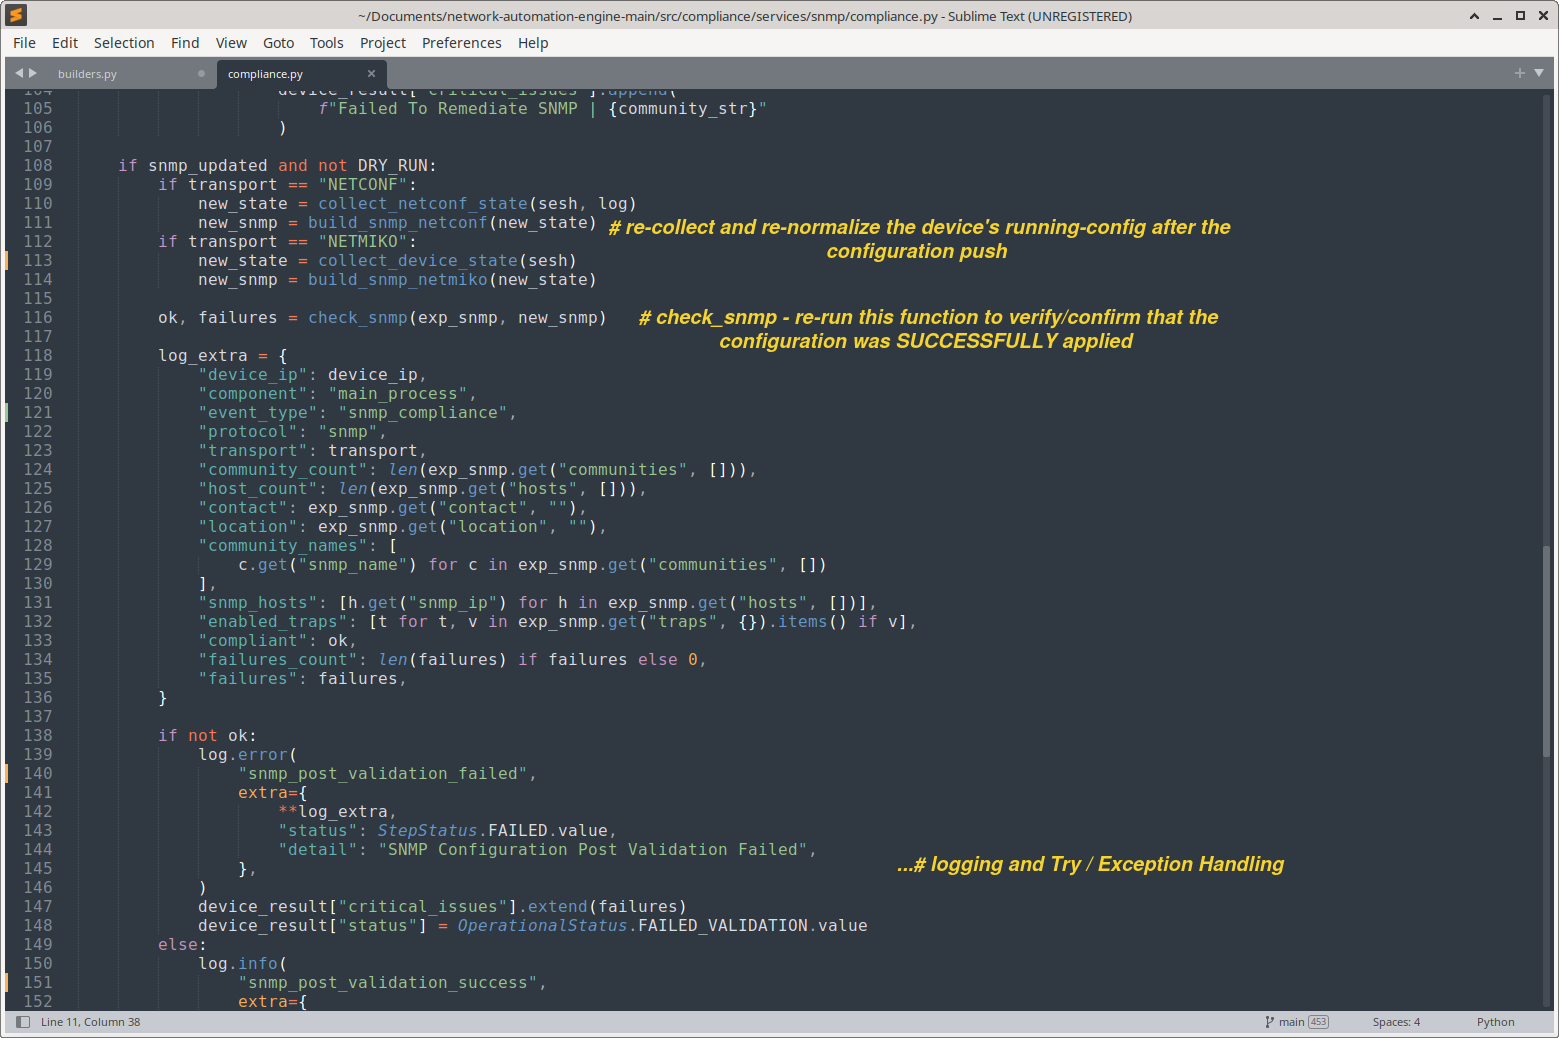 ~/Documents/network-automation-engine-main/src/compliance/services/snmp/compliance.py - Sublime Text (UNREGISTERED)
File Edit Selection Find View Goto Tools Project Preferences Help
builders.py compliance.py
104 device_result["critical_issues"].append(
105 f"Failed To Remediate SNMP | {community_str}"
106 )
107
108 if snmp_updated and not DRY_RUN:
109 if transport == "NETCONF":
110 new_state = collect_netconf_state(sesh, log)
111 new_snmp = build_snmp_netconf(new_state) # re-collect and re-normalize the device's running-config after the
configuration push
112 if transport == "NETMIKO":
113 new_state = collect_device_state(sesh)
114 new_snmp = build_snmp_netmiko(new_state)
115
116 ok, failures = check_snmp(exp_snmp, new_snmp) # check_snmp - re-run this function to verify/confirm that the
configuration was SUCCESSFULLY applied
117
118 log_extra = {
119 "device_ip": device_ip,
120 "component": "main_process",
121 "event_type": "snmp_compliance",
122 "protocol": "snmp",
123 "transport": transport,
124 "community_count": len(exp_snmp.get("communities", [])),
125 "host_count": len(exp_snmp.get("hosts", [])),
126 "contact": exp_snmp.get("contact", ""),
127 "location": exp_snmp.get("location", ""),
128 "community_names": [
129 c.get("snmp_name") for c in exp_snmp.get("communities", [])
130 ],
131 "snmp_hosts": [h.get("snmp_ip") for h in exp_snmp.get("hosts", [])],
132 "enabled_traps": [t for t, v in exp_snmp.get("traps", {}).items() if v],
133 "compliant": ok,
134 "failures_count": len(failures) if failures else 0,
135 "failures": failures,
136 }
137
138 if not ok:
139 log.error(
140 "snmp_post_validation_failed",
141 extra={
142 **log_extra,
143 "status": StepStatus.FAILED.value,
144 "detail": "SNMP Configuration Post Validation Failed",
145 }, ...# logging and Try / Exception Handling
146 )
147 device_result["critical_issues"].extend(failures)
148 device_result["status"] = OperationalStatus.FAILED_VALIDATION.value
149 else:
150 log.info(
151 "snmp_post_validation_success",
152 extra={
Line 11, Column 38 main 453 Spaces: 4 Python